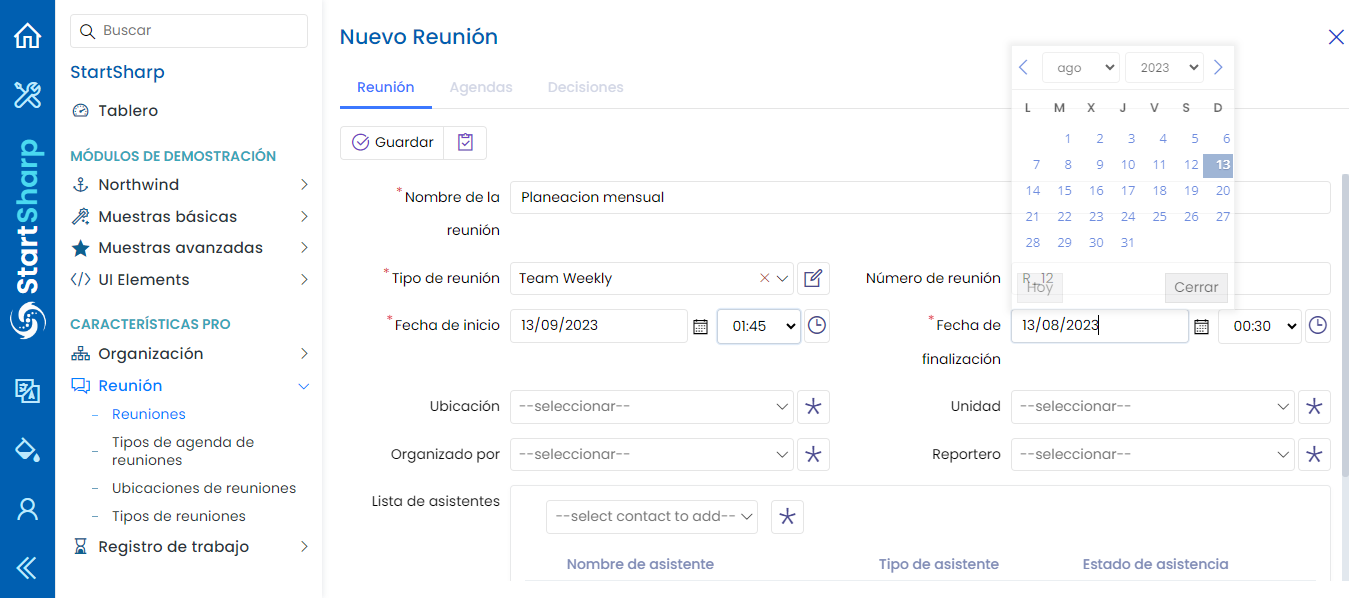 Buscar
StartSharp
Tablero
MÓDULOS DE DEMOSTRACIÓN
Northwind
Muestras básicas
Muestras avanzadas
UI Elements
CARACTERÍSTICAS PRO
Organización
Reunión
Reuniones
Tipos de agenda de
reuniones
Ubicaciones de reuniones
Tipos de reuniones
Registro de trabajo
StartSharp
Nuevo Reunión
Reunión Agendas Decisiones
Guardar
*Nombre de la
reunión
Planeacion mensual
*Tipo de reunión Team Weekly
Número de reunión R_12
*Fecha de inicio 13/09/2023 01:45
*Fecha de
finalización
13/08/2023 00:30
Ubicación --seleccionar--
Unidad --seleccionar--
Organizado por --seleccionar--
Reportero --seleccionar--
Lista de asistentes
--select contact to add--
Nombre de asistente Tipo de asistente Estado de asistencia
ago 2023
L M X J V S D
1 2 3 4 5 6
7 8 9 10 11 12 13
14 15 16 17 18 19 20
21 22 23 24 25 26 27
28 29 30 31
Hoy Cerrar